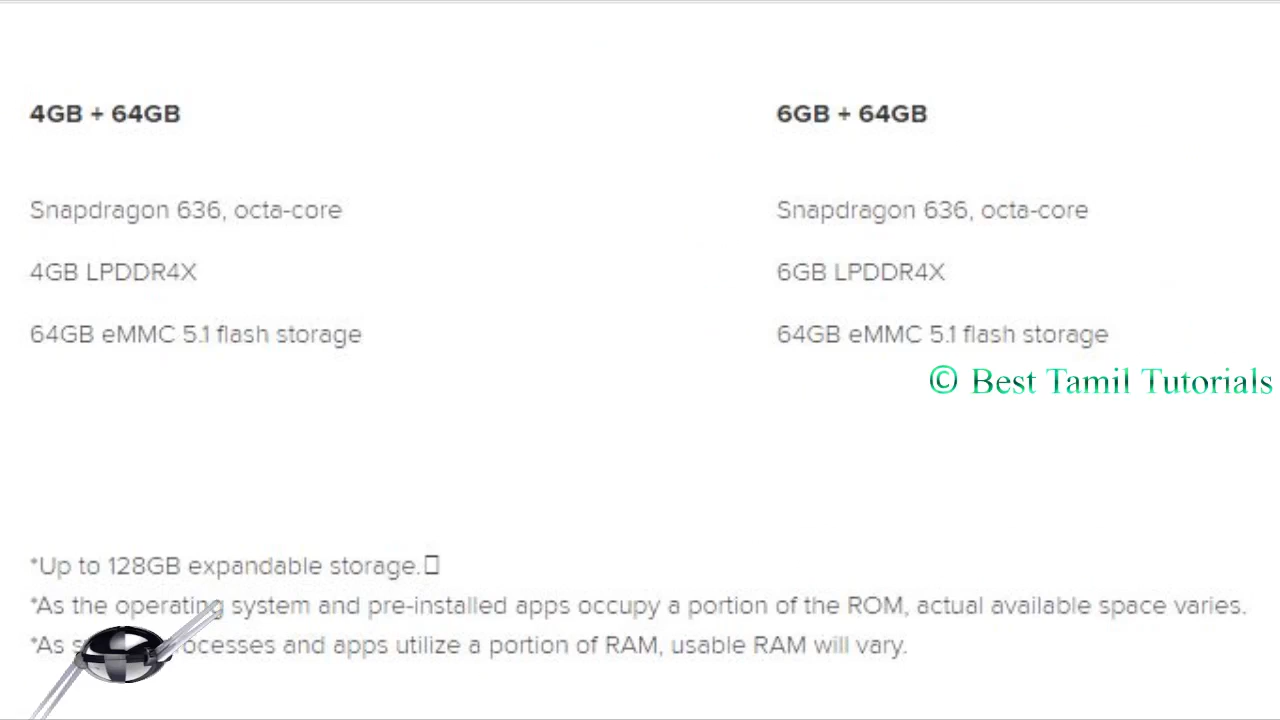 4GB + 64GB
Snapdragon 636, octa-core
4GB LPDDR4X
64GB eMMC 5.1 flash storage
6GB + 64GB
Snapdragon 636, octa-core
6GB LPDDR4X
64GB eMMC 5.1 flash storage
© Best Tamil Tutorials
*Up to 128GB expandable storage.
*As the operating system and pre-installed apps occupy a portion of the ROM, actual available space varies.
*As and apps utilize a portion of RAM, usable RAM will vary.